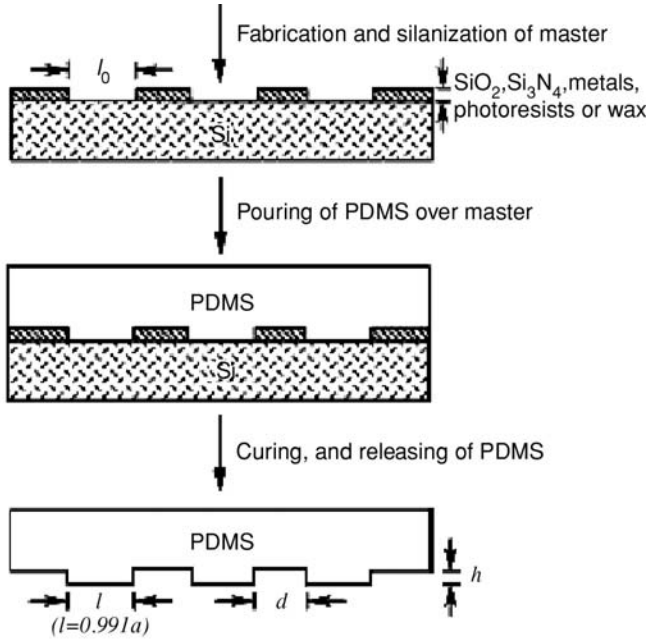 Fabrication and silanization of master
l₀
SiO₂,Si₃N₄,metals,
photoresists or wax
Si
Pouring of PDMS over master
PDMS
Si
Curing, and releasing of PDMS
PDMS
h
l
d
(l=0.991a)